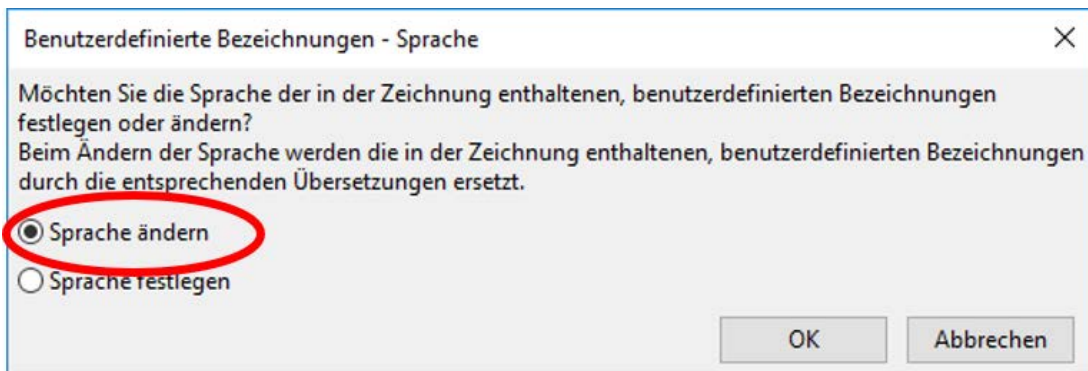 Benutzerdefinierte Bezeichnungen - Sprache
Möchten Sie die Sprache der in der Zeichnung enthaltenen, benutzerdefinierten Bezeichnungen
festlegen oder ändern?
Beim Ändern der Sprache werden die in der Zeichnung enthaltenen, benutzerdefinierten Bezeichnungen
durch die entsprechenden Übersetzungen ersetzt.
Sprache ändern
Sprache festlegen
OK Abbrechen